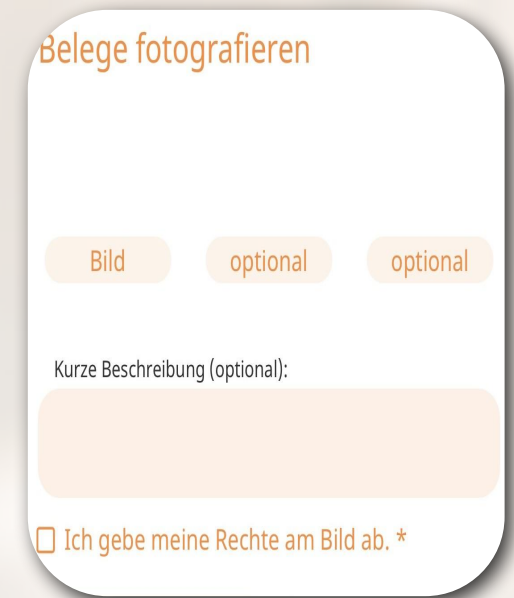 Belege fotografieren
Bild optional optional
Kurze Beschreibung (optional):
Ich gebe meine Rechte am Bild ab. *